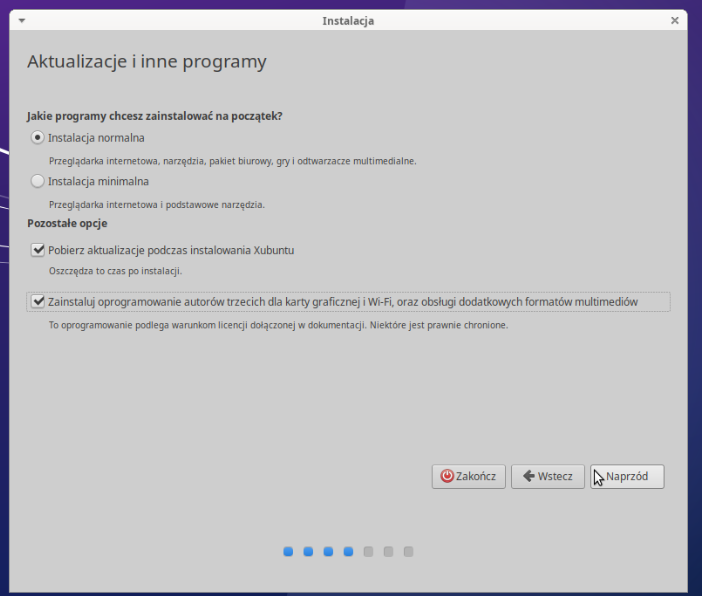 Instalacja
Aktualizacje i inne programy
Jakie programy chcesz zainstalować na początek?
Instalacja normalna
Przeglądarka internetowa, narzędzia, pakiet biurowy, gry i odtwarzacze multimedialne.
Instalacja minimalna
Przeglądarka internetowa i podstawowe narzędzia.
Pozostałe opcje
Pobierz aktualizacje podczas instalowania Xubuntu
Oszczędza to czas po instalacji.
Zainstaluj oprogramowanie autorów trzecich dla karty graficznej i Wi-Fi, oraz obsługi dodatkowych formatów multimediów
To oprogramowanie podlega warunkom licencji dołączonej w dokumentacji. Niektóre jest prawnie chronione.
Zakończ Wstecz Naprzód